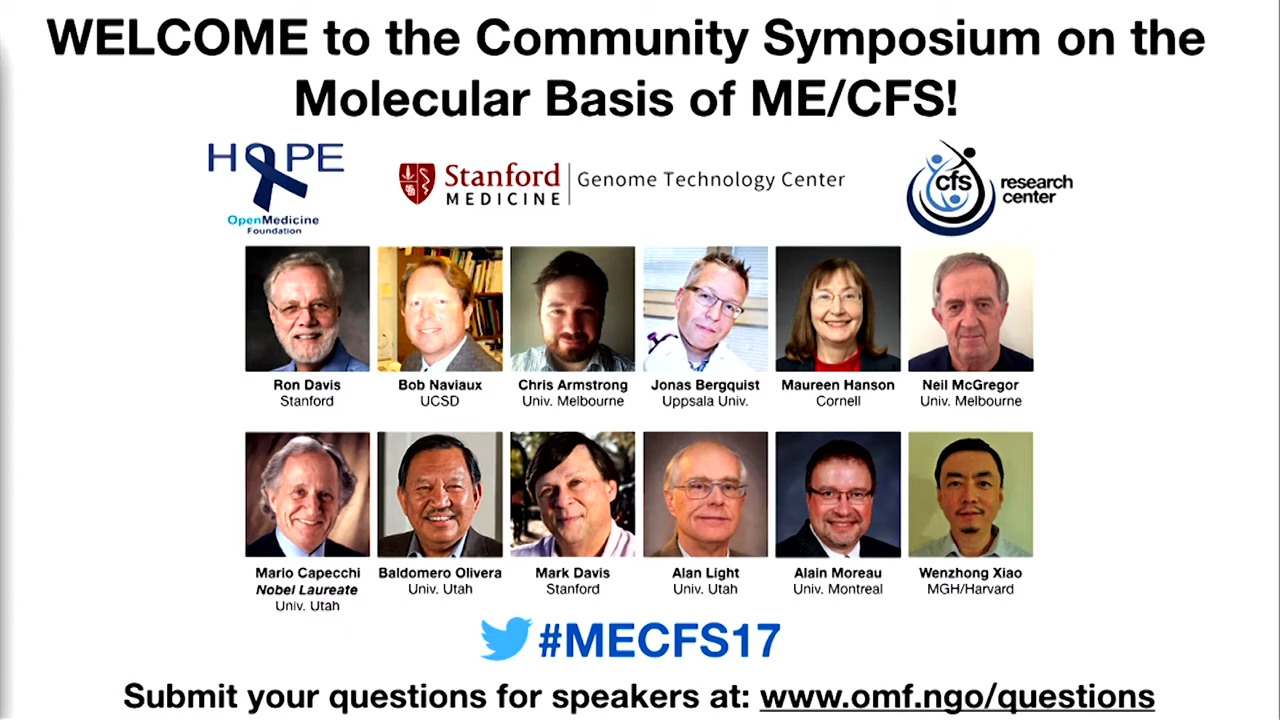 WELCOME to the Community Symposium on the
Molecular Basis of ME/CFS!
HOPE
OpenMedicine
Foundation
Stanford
MEDICINE
Genome Technology Center
cfs
research
center
Ron Davis
Stanford
Bob Naviaux
UCSD
Chris Armstrong
Univ. Melbourne
Jonas Bergquist
Uppsala Univ.
Maureen Hanson
Cornell
Neil McGregor
Univ. Melbourne
Mario Capecchi
Nobel Laureate
Univ. Utah
Baldomero Olivera
Univ. Utah
Mark Davis
Stanford
Alan Light
Univ. Utah
Alain Moreau
Univ. Montreal
Wenzhong Xiao
MGH/Harvard
#MECFS17
Submit your questions for speakers at: www.omf.ngo/questions